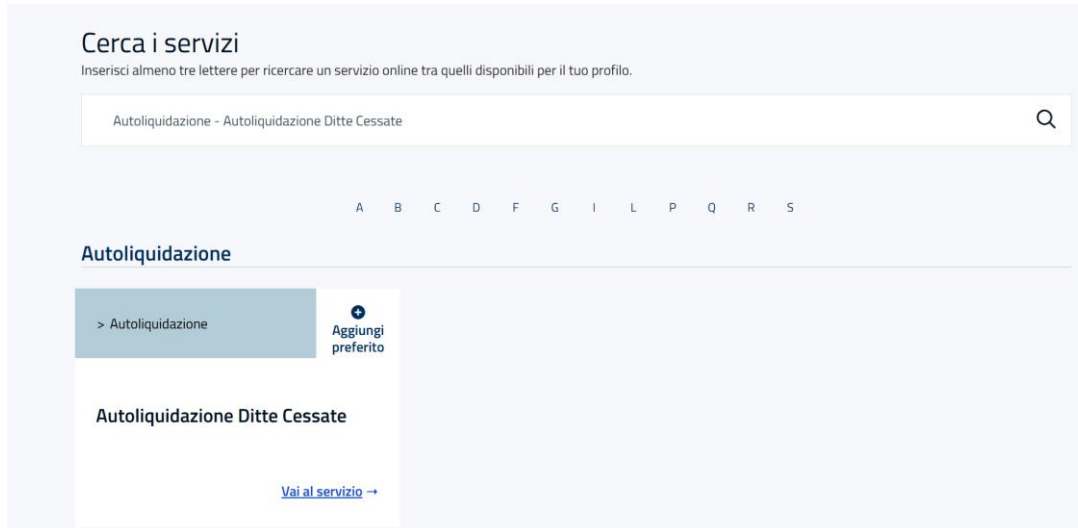 Cerca i servizi
Inserisci almeno tre lettere per ricercare un servizio online tra quelli disponibili per il tuo profilo.
Autoliquidazione - Autoliquidazione Ditte Cessate
A B C D F G I L P Q R S
Autoliquidazione
> Autoliquidazione
Aggiungi
preferito
Autoliquidazione Ditte Cessate
Vai al servizio →